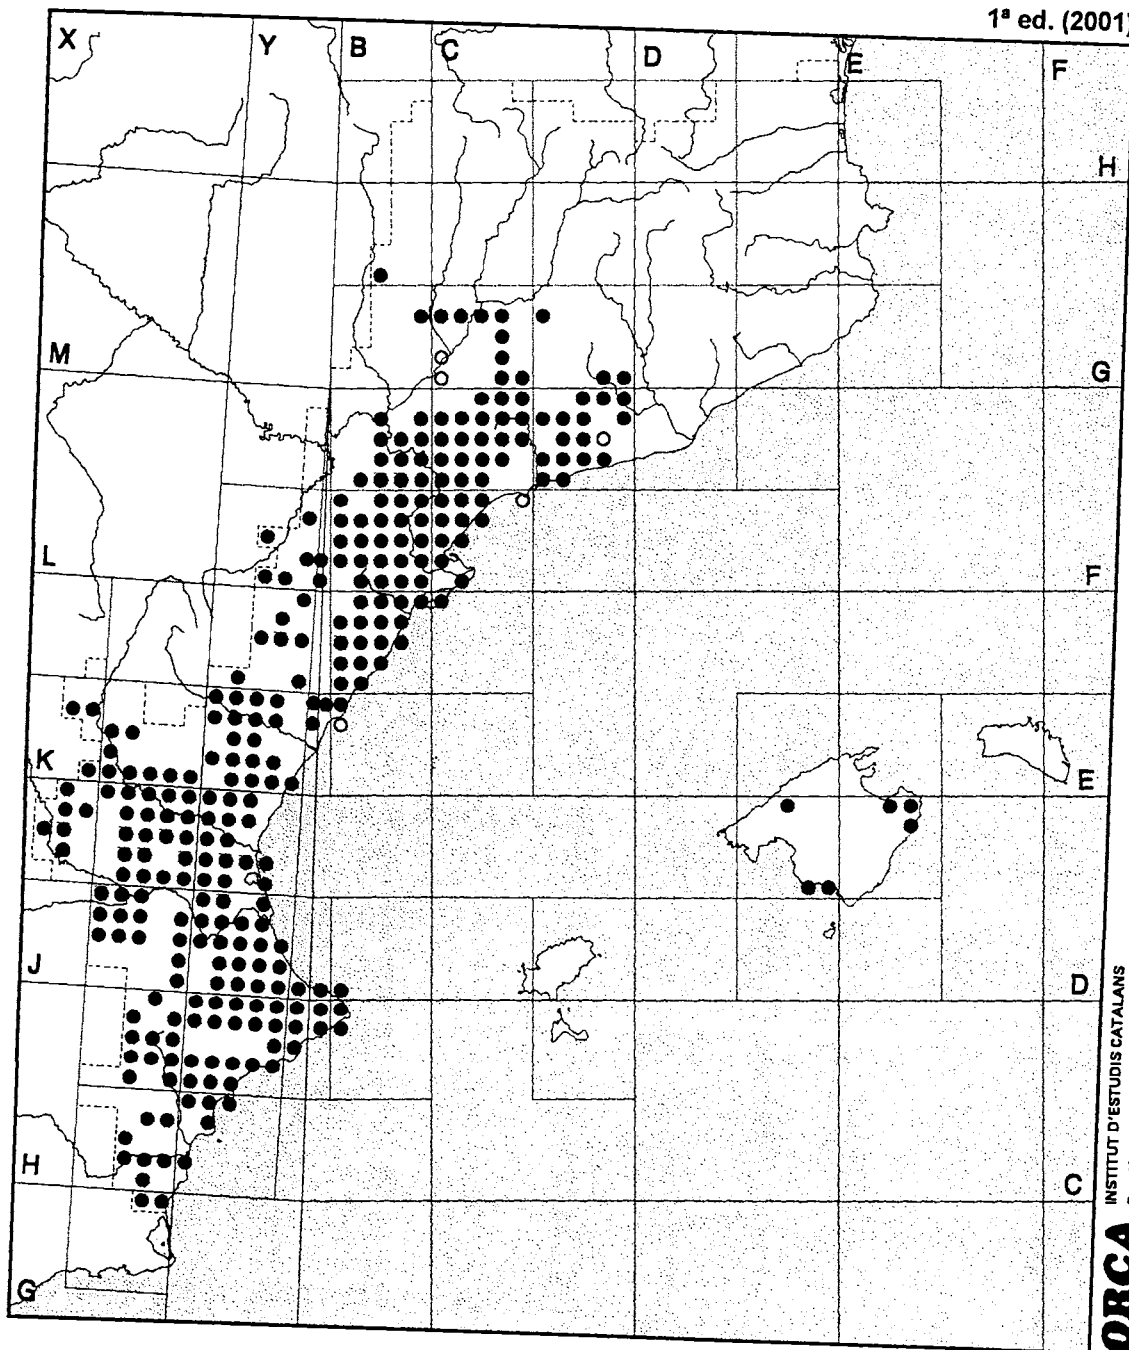 1ª ed. (2001)
X Y B C D E F
H
M G
L F
K E
J D
H C
G
INSTITUT D'ESTUDIS CATALANS
ORCA